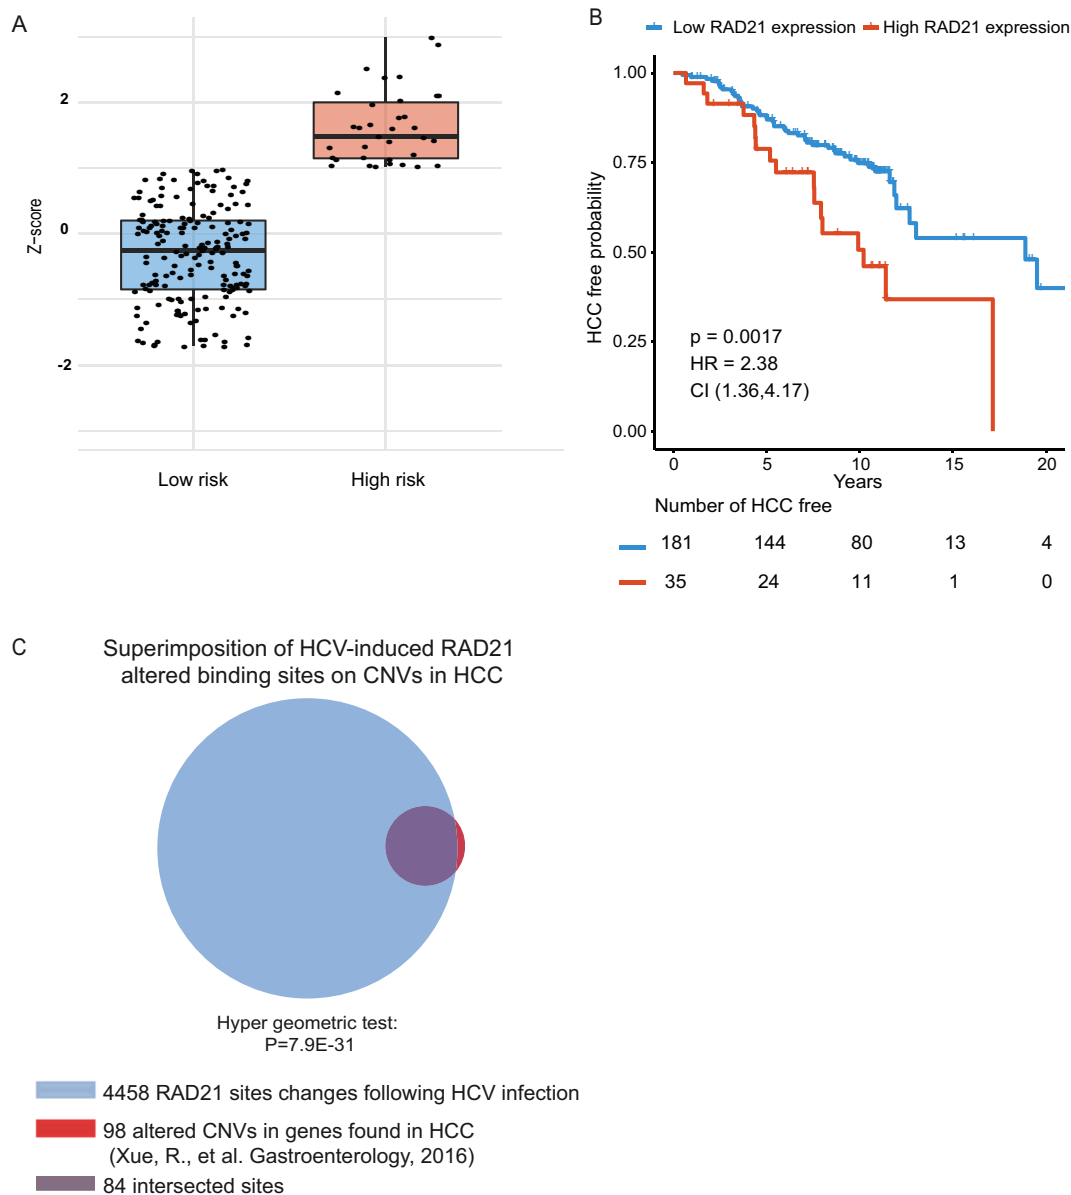 A
2
0
-2
Z-score
Low risk
High risk
B
Low RAD21 expression
High RAD21 expression
1.00
0.75
0.50
0.25
0.00
HCC free probability
p = 0.0017
HR = 2.38
CI (1.36,4.17)
0
5
10
15
20
Years
Number of HCC free
181 144 80 13 4
35 24 11 1 0
C
Superimposition of HCV-induced RAD21
altered binding sites on CNVs in HCC
Hyper geometric test:
P=7.9E-31
4458 RAD21 sites changes following HCV infection
98 altered CNVs in genes found in HCC
(Xue, R., et al. Gastroenterology, 2016)
84 intersected sites